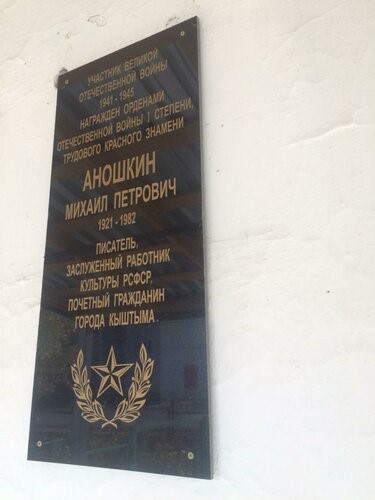 УЧАСТНИК ВЕЛИКОЙ
ОТЕЧЕСТВЕННОЙ ВОЙНЫ
1941 - 1945
НАГРАЖДЕН ОРДЕНАМИ
ОТЕЧЕСТВЕННОЙ ВОЙНЫ I СТЕПЕНИ,
ТРУДОВОГО КРАСНОГО ЗНАМЕНИ
АНОШКИН
МИХАИЛ ПЕТРОВИЧ
1921 - 1982
ПИСАТЕЛЬ,
ЗАСЛУЖЕННЫЙ РАБОТНИК
КУЛЬТУРЫ РСФСР,
ПОЧЕТНЫЙ ГРАЖДАНИН
ГОРОДА КЫШТЫМА.